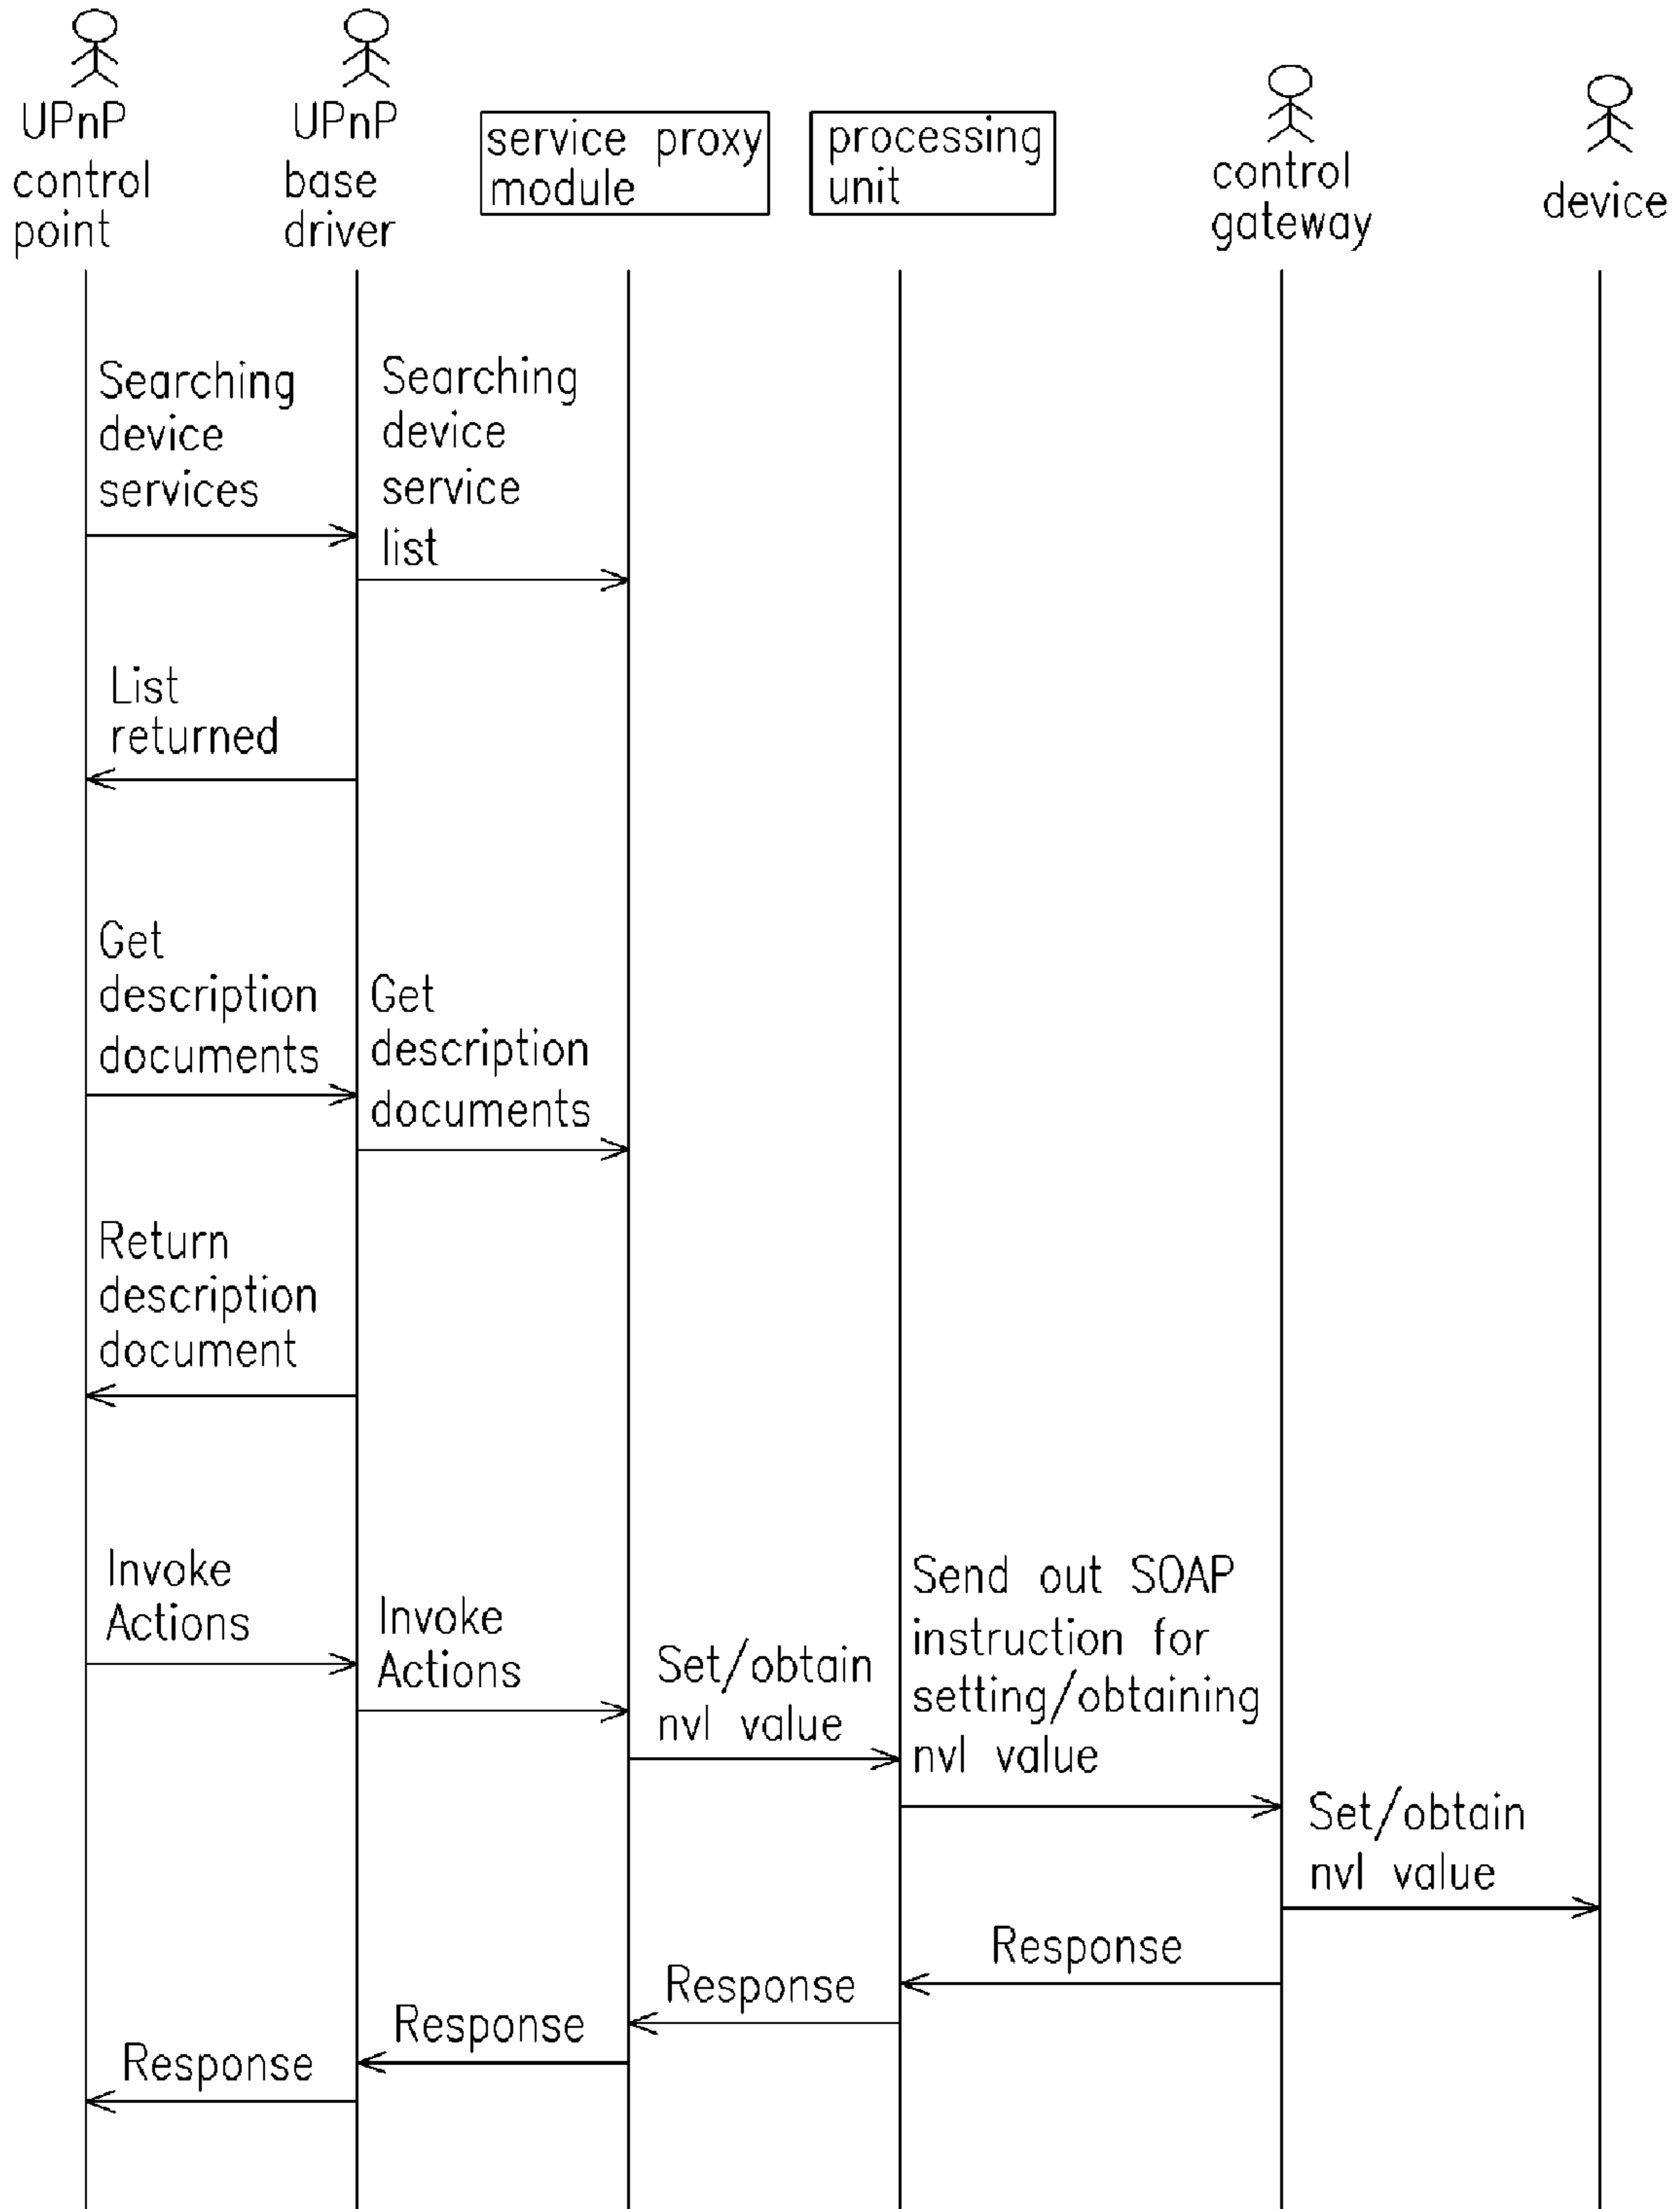 UPnP
control
point
UPnP
base
driver
service proxy
module
processing
unit
control
gateway
device
Searching
device
services
Searching
device
service
list
List
returned
Get
description
documents
Get
description
documents
Return
description
document
Invoke
Actions
Invoke
Actions
Set/obtain
nvl value
Send out SOAP
instruction for
setting/obtaining
nvl value
Set/obtain
nvl value
Response
Response
Response
Response